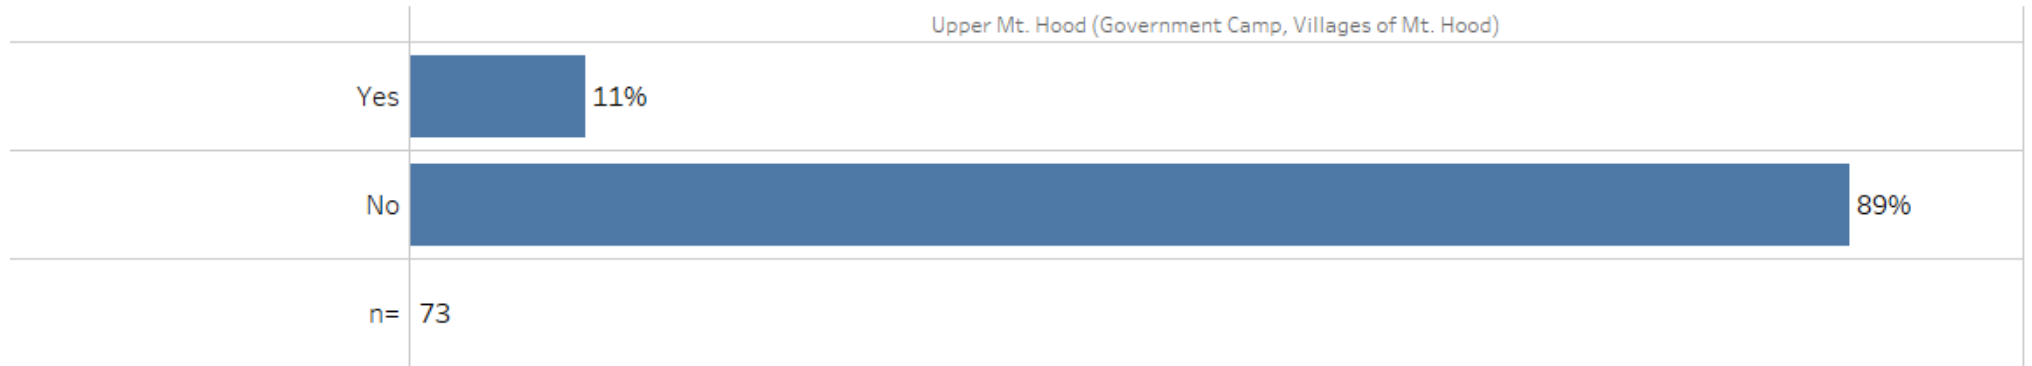 Upper Mt. Hood (Government Camp, Villages of Mt. Hood)
Yes 11%
No 89%
n= 73